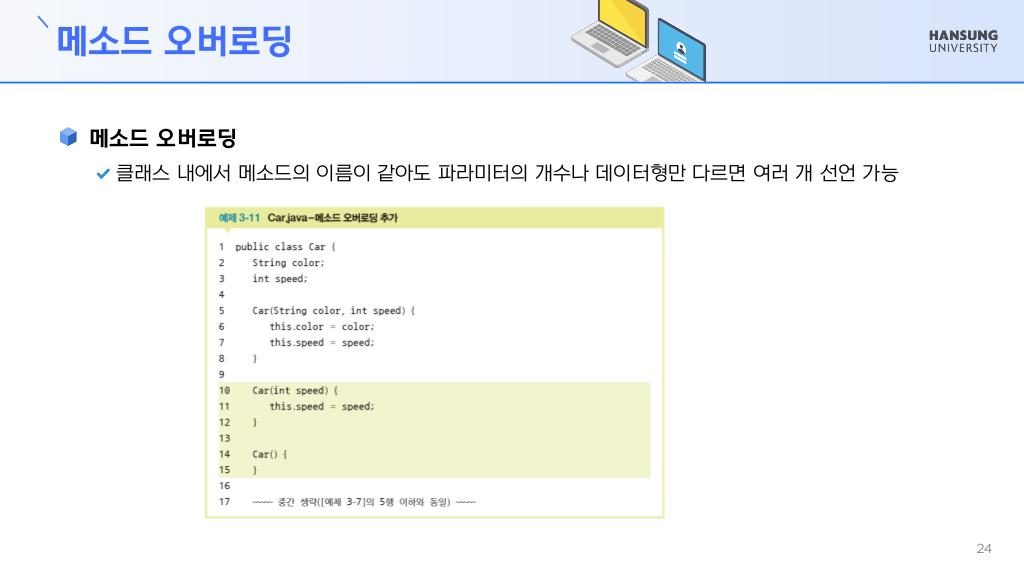 메소드 오버로딩
HANSUNG
UNIVERSITY
메소드 오버로딩
클래스 내에서 메소드의 이름이 같아도 파라미터의 개수나 데이터형만 다르면 여러 개 선언 가능
예제 3-11 Car.java-메소드 오버로딩 추가
1 public class Car {
2 String color;
3 int speed;
4
5 Car(String color, int speed) {
6 this.color = color;
7 this.speed = speed;
8 }
9
10 Car(int speed) {
11 this.speed = speed;
12 }
13
14 Car() {
15 }
16
17 ~~~~ 중간 생략([예제 3-7]의 5행 이하와 동일) ~~~~
24